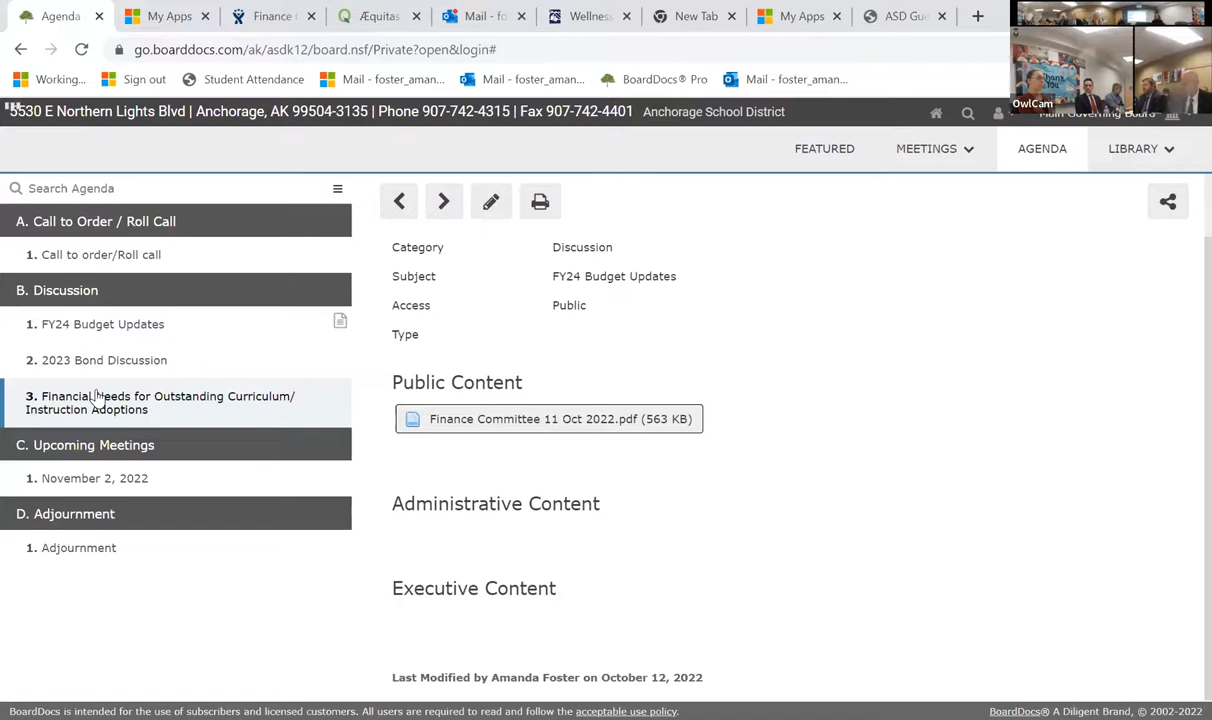 Agenda
My Apps
Finance
Æquitas
Mail - fo
Wellness
New Tab
My Apps
ASD Gu
go.boarddocs.com/ak/asdk12/board.nsf/Private?open&login#
Working...
Sign out
Student Attendance
Mail - foster_aman...
Mail - foster_aman...
BoardDocs® Pro
Mail - foster_aman...
Thank You
OwlCam
5530 E Northern Lights Blvd | Anchorage, AK 99504-3135 | Phone 907-742-4315 | Fax 907-742-4401 Anchorage School District
Main Governing Board
FEATURED MEETINGS AGENDA LIBRARY
Search Agenda
A. Call to Order / Roll Call
1. Call to order/Roll call
B. Discussion
1. FY24 Budget Updates
2. 2023 Bond Discussion
3. Financial Needs for Outstanding Curriculum/
Instruction Adoptions
C. Upcoming Meetings
1. November 2, 2022
D. Adjournment
1. Adjournment
Category Discussion
Subject FY24 Budget Updates
Access Public
Type
Public Content
Finance Committee 11 Oct 2022.pdf (563 KB)
Administrative Content
Executive Content
Last Modified by Amanda Foster on October 12, 2022
BoardDocs is intended for the use of subscribers and licensed customers. All users are required to read and follow the acceptable use policy.
BoardDocs® A Diligent Brand, © 2002-2022